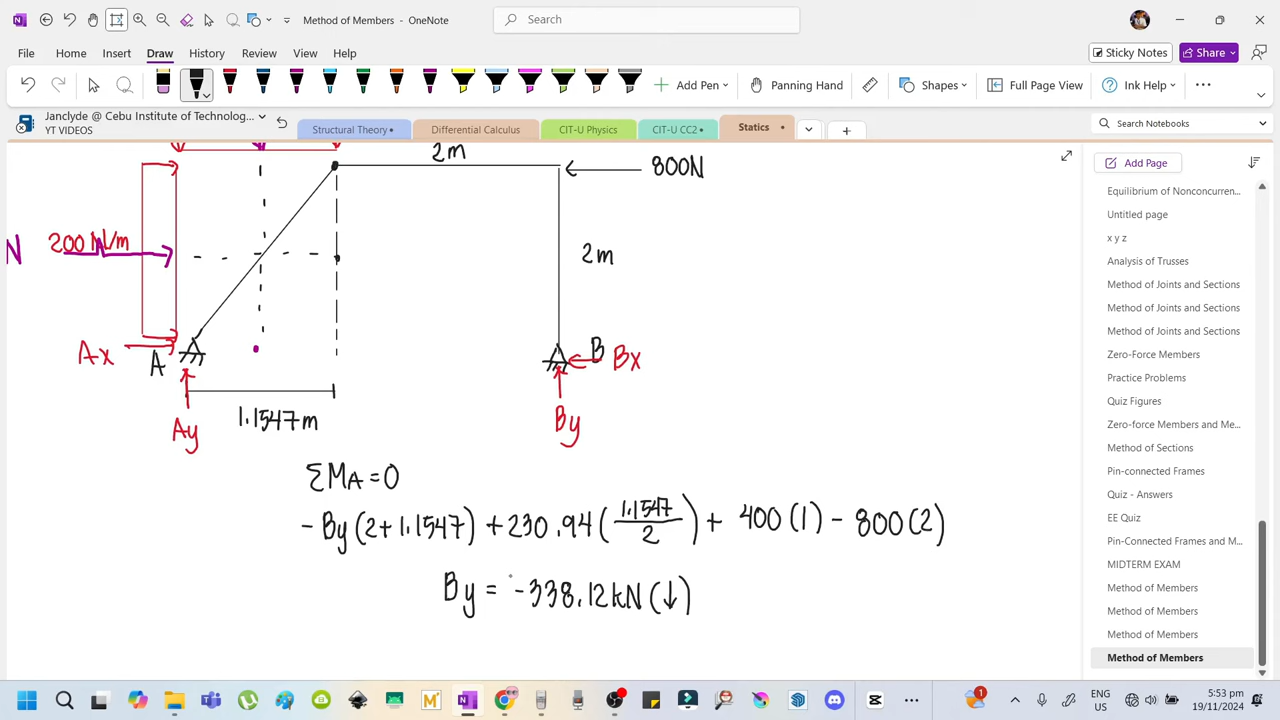 Method of Members - OneNote
Search
File Home Insert Draw History Review View Help
Sticky Notes Share
Add Pen Panning Hand Shapes Full Page View Ink Help
Janclyde @ Cebu Institute of Technolog...
YT VIDEOS
Structural Theory Differential Calculus CIT-U Physics CIT-U CC2 Statics
Search Notebooks
Add Page
Equilibrium of Nonconcurren...
Untitled page
x y z
Analysis of Trusses
Method of Joints and Sections
Method of Joints and Sections
Method of Joints and Sections
Zero-Force Members
Practice Problems
Quiz Figures
Zero-force Members and Me...
Method of Sections
Pin-connected Frames
Quiz - Answers
EE Quiz
Pin-Connected Frames and M...
MIDTERM EXAM
Method of Members
Method of Members
Method of Members
Method of Members
2m
800N
N 200 N/m
2m
Ax A
B Bx
1.1547m
Ay
By
ΣMA=0
-By(2+1.1547)+230.94(1.1547/2)+400(1)-800(2)
By=-338.12kN(↓)
ENG
US
5:53 pm
19/11/2024
1